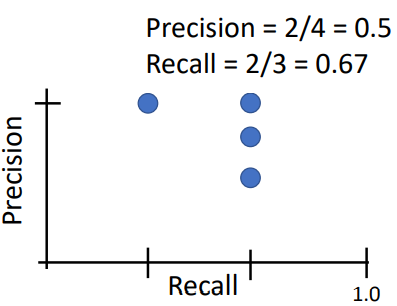 Precision = 2/4 = 0.5
Recall = 2/3 = 0.67
Precision
Recall
1.0